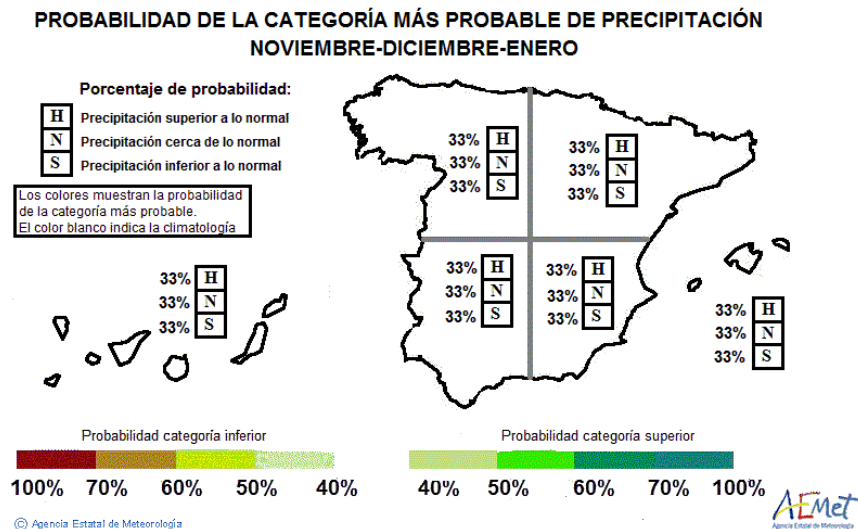 PROBABILIDAD DE LA CATEGORÍA MÁS PROBABLE DE PRECIPITACIÓN
NOVIEMBRE-DICIEMBRE-ENERO
Porcentaje de probabilidad:
H Precipitación superior a lo normal
N Precipitación cerca de lo normal
S Precipitación inferior a lo normal
Los colores muestran la probabilidad
de la categoría más probable.
El color blanco indica la climatología
33% H
33% N
33% S
33% H
33% N
33% S
33% H
33% N
33% S
33% H
33% N
33% S
33% H
33% N
33% S
33% H
33% N
33% S
Probabilidad categoría inferior
100% 70% 60% 50% 40%
Probabilidad categoría superior
40% 50% 60% 70% 100%
© Agencia Estatal de Meteorología
AEMet
Agencia Estatal de Meteorología